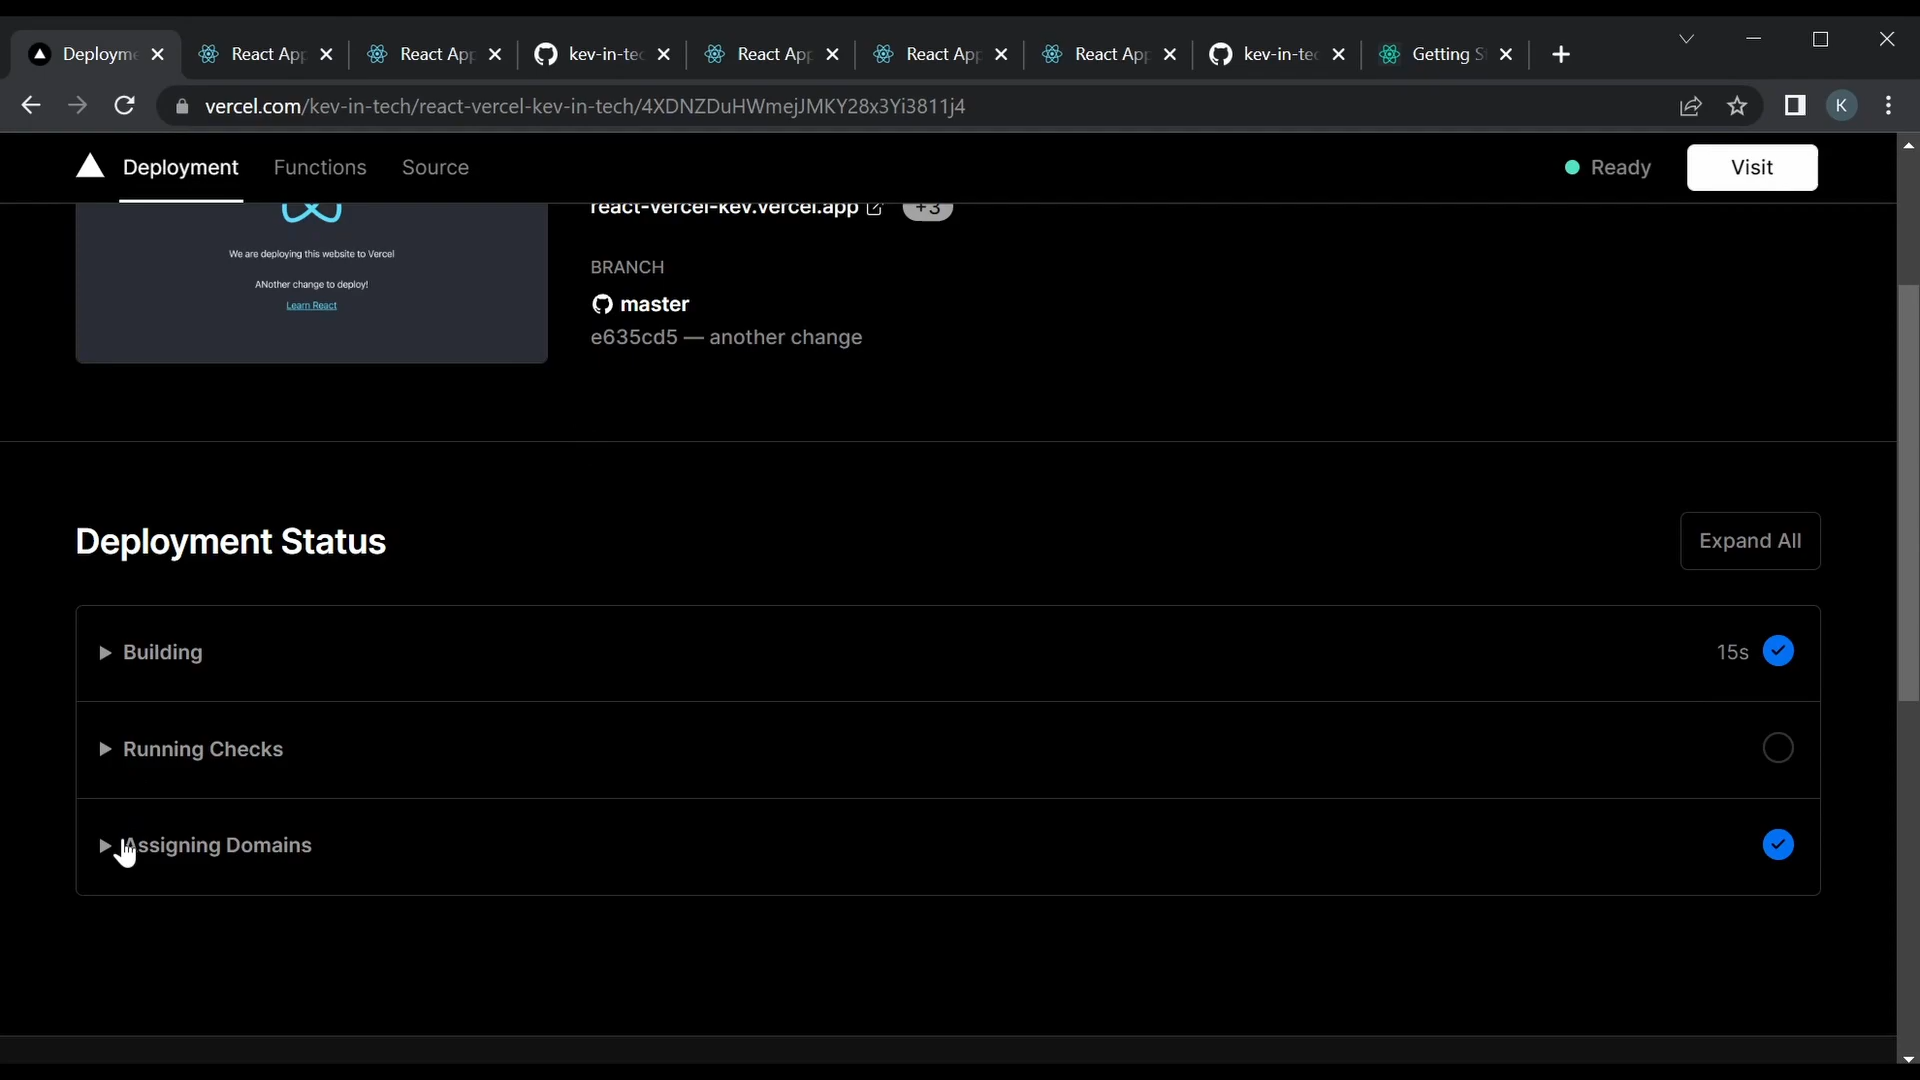 Deployme
React App
React App
kev-in-tec
React App
React App
React App
kev-in-tec
Getting S
vercel.com/kev-in-tech/react-vercel-kev-in-tech/4XDNZDuHWmejJMKY28x3Yi3811j4
K
Deployment
Functions
Source
Ready
Visit
react-vercel-kev.vercel.app
+3
We are deploying this website to Vercel
ANother change to deploy!
Learn React
BRANCH
master
e635cd5 — another change
Deployment Status
Expand All
Building
15s
Running Checks
Assigning Domains